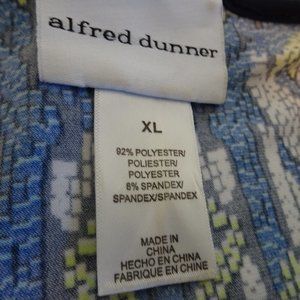 alfred dunner
XL
92% POLYESTER/
POLIESTER/
POLYESTER
8% SPANDEX/
SPANDEX/SPANDEX
MADE IN
CHINA
HECHO EN CHINA
FABRIQUE EN CHINE